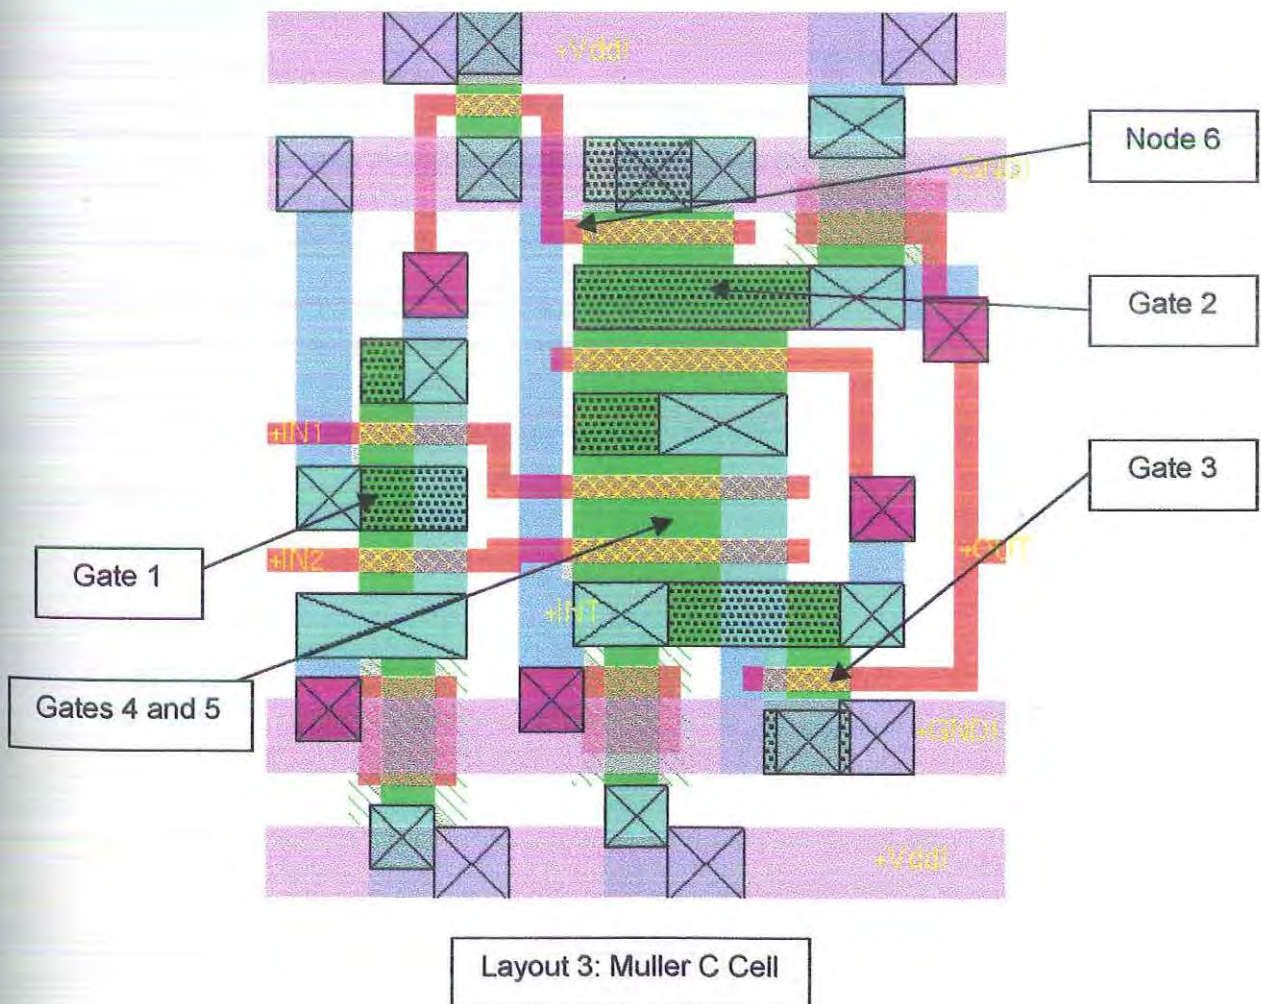 +Vdd!
Node 6
+GND!
Gate 2
+IN1
Gate 3
Gate 1
+IN2
+OUT
+INT
Gates 4 and 5
+GND!
+Vdd!
Layout 3: Muller C Cell